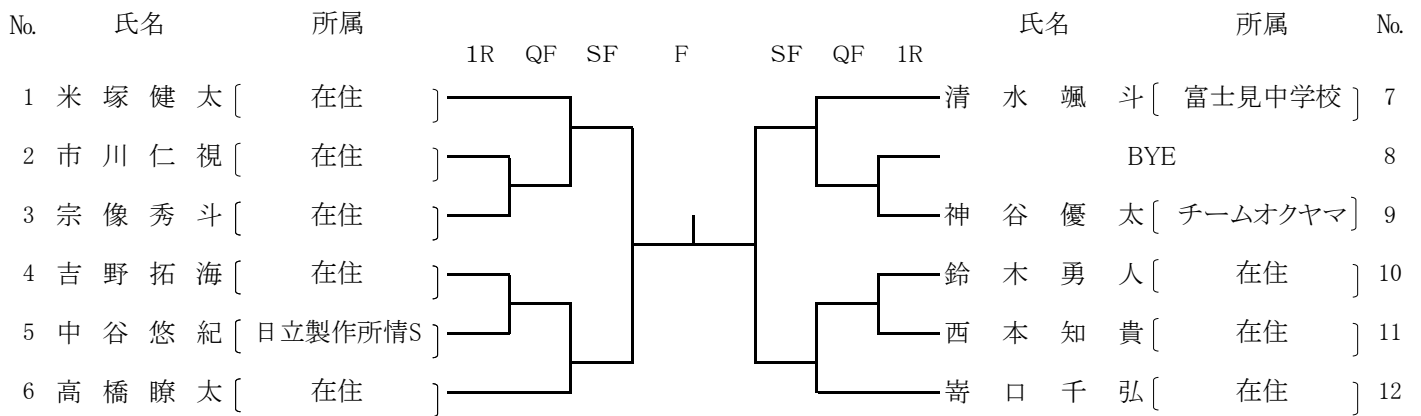 No. 氏名 所属 氏名 所属 No.
1R QF SF F SF QF 1R
1 米塚健太 [ 在住 ] 清水颯斗 [ 富士見中学校 ] 7
2 市川仁視 [ 在住 ] BYE 8
3 宗像秀斗 [ 在住 ] 神谷優太 [ チームオクヤマ ] 9
4 吉野拓海 [ 在住 ] 鈴木勇人 [ 在住 ] 10
5 中谷悠紀 [ 日立製作所情S ] 西本知貴 [ 在住 ] 11
6 高橋瞭太 [ 在住 ] 嵜口千弘 [ 在住 ] 12